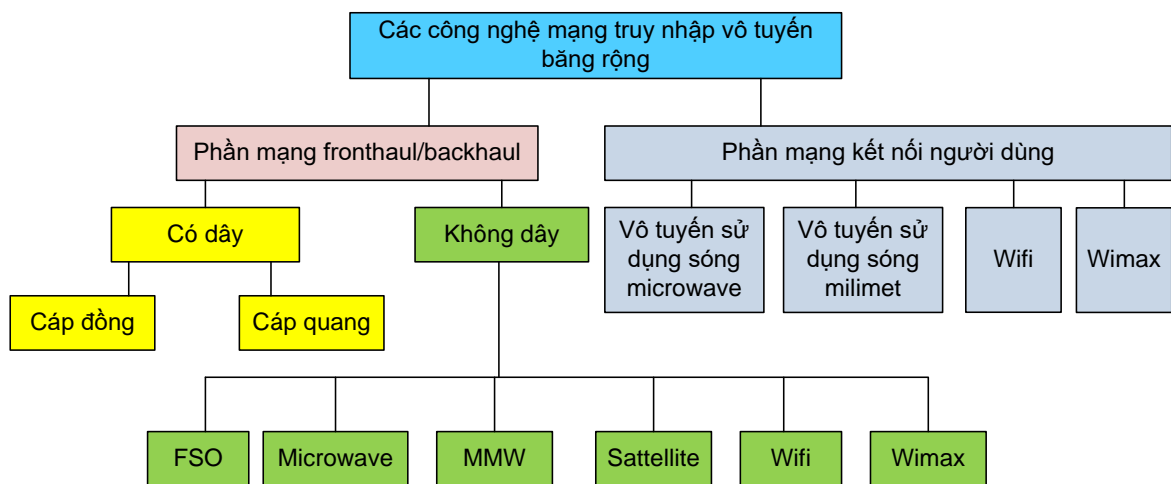 Các công nghệ mạng truy nhập vô tuyến
băng rộng
Phần mạng fronthaul/backhaul
Phần mạng kết nối người dùng
Có dây
Không dây
Vô tuyến sử
dụng sóng
microwave
Vô tuyến sử
dụng sóng
milimet
Wifi
Wimax
Cáp đồng
Cáp quang
FSO
Microwave
MMW
Sattellite
Wifi
Wimax